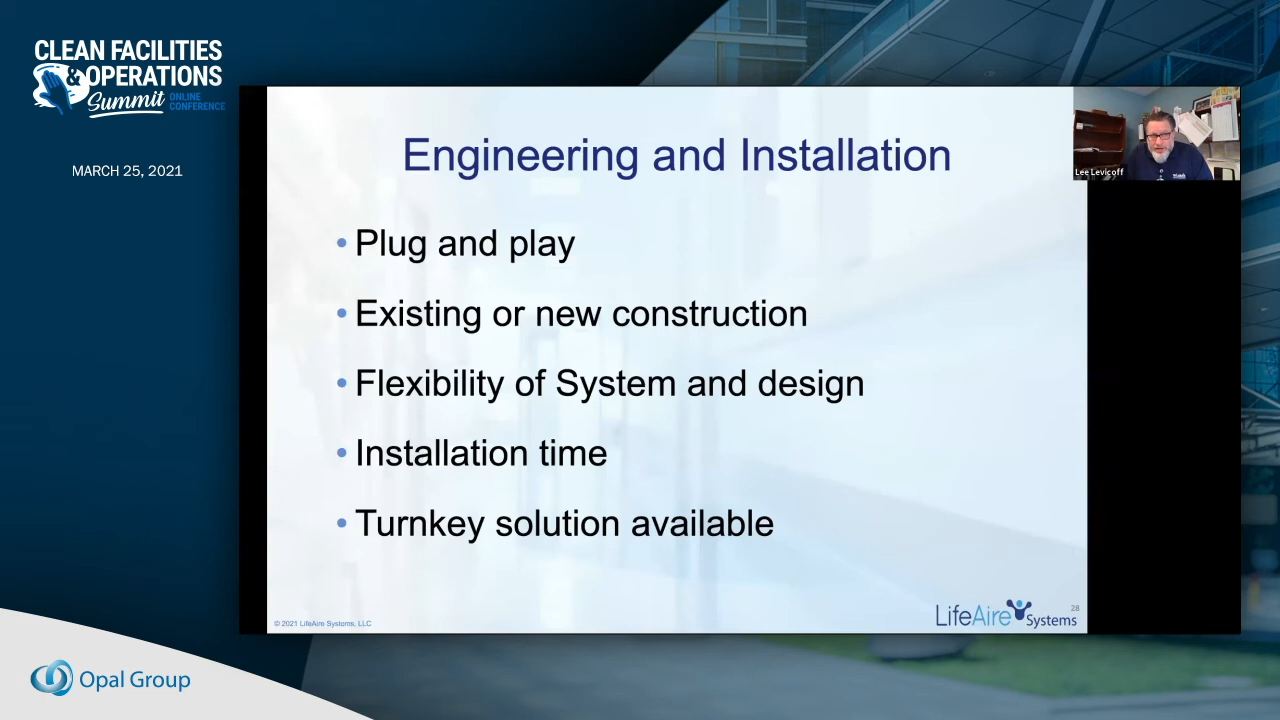 CLEAN FACILITIES
& OPERATIONS
Summit ONLINE
CONFERENCE
MARCH 25, 2021
Engineering and Installation
Lee Levicoff
• Plug and play
• Existing or new construction
• Flexibility of System and design
• Installation time
• Turnkey solution available
© 2021 LifeAire Systems, LLC
LifeAire Systems
28
Opal Group